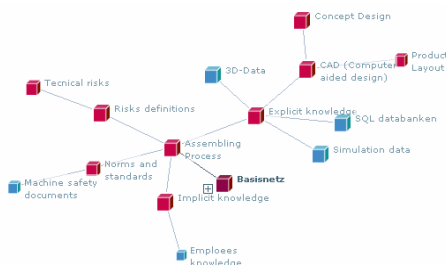 Concept Design
CAD (Computer
aided design)
Product
Layout
3D-Data
Tecnical risks
Risks definitions
Explicit knowledge
SQL databanken
Assembling
Process
Simulation data
Norms and
standards
Machine safety
documents
Basisnetz
Implicit knowledge
Emploees
knowledge